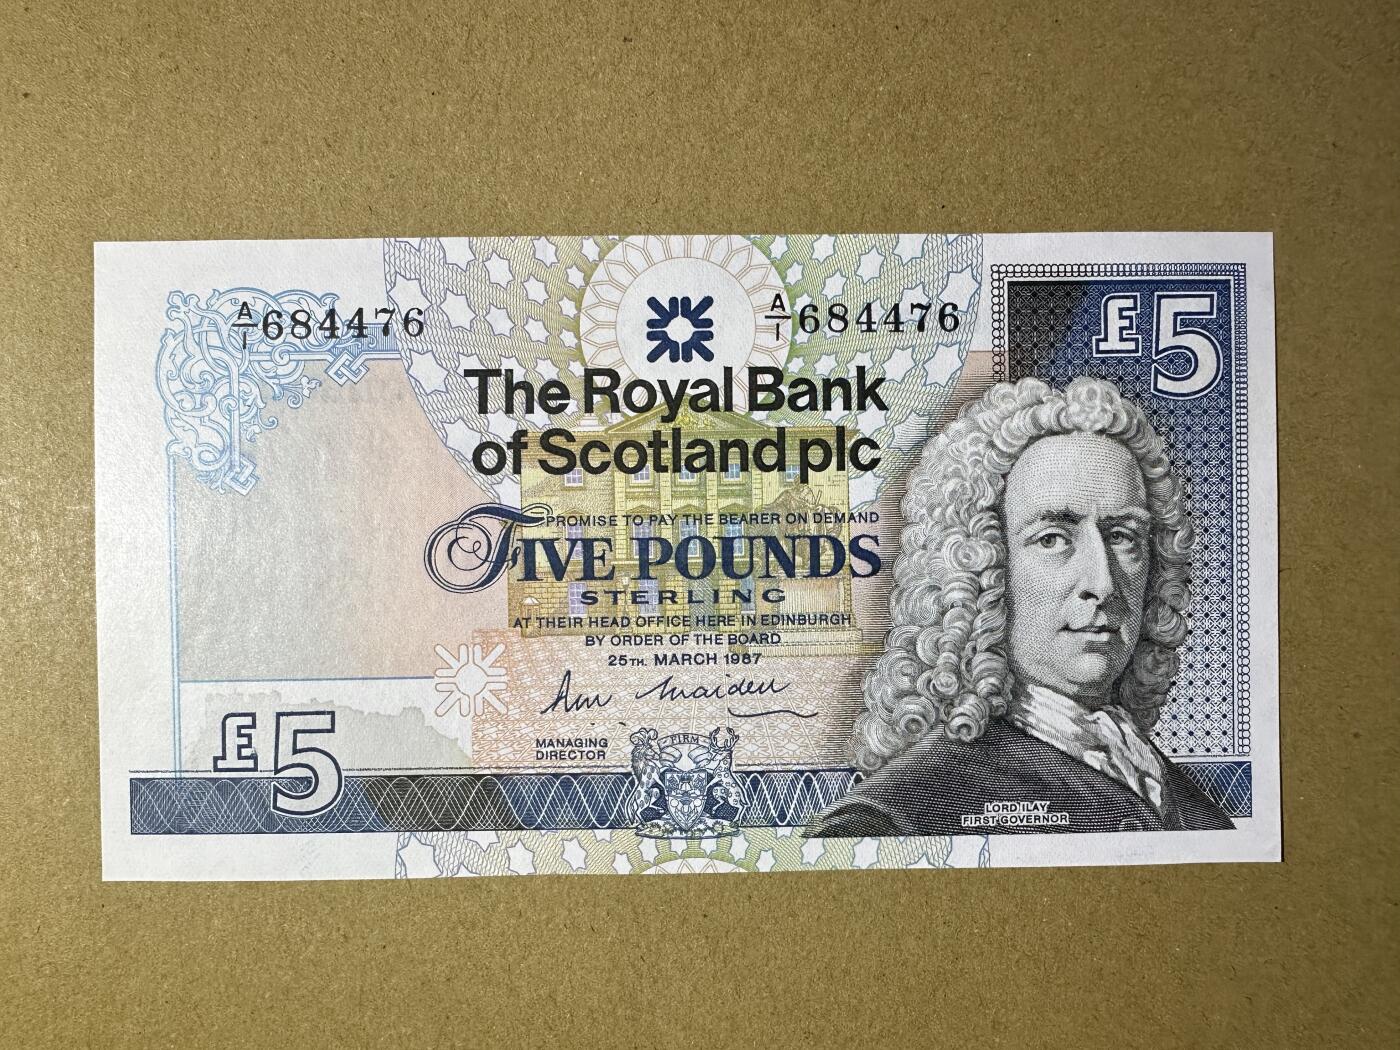 A/1 684476
A/1 684476
£5
The Royal Bank
of Scotland plc
PROMISE TO PAY THE BEARER ON DEMAND
FIVE POUNDS
STERLING
AT THEIR HEAD OFFICE HERE IN EDINBURGH
BY ORDER OF THE BOARD
25TH. MARCH 1987
MANAGING
DIRECTOR
FIRM
£5
LORD ILAY
FIRST GOVERNOR